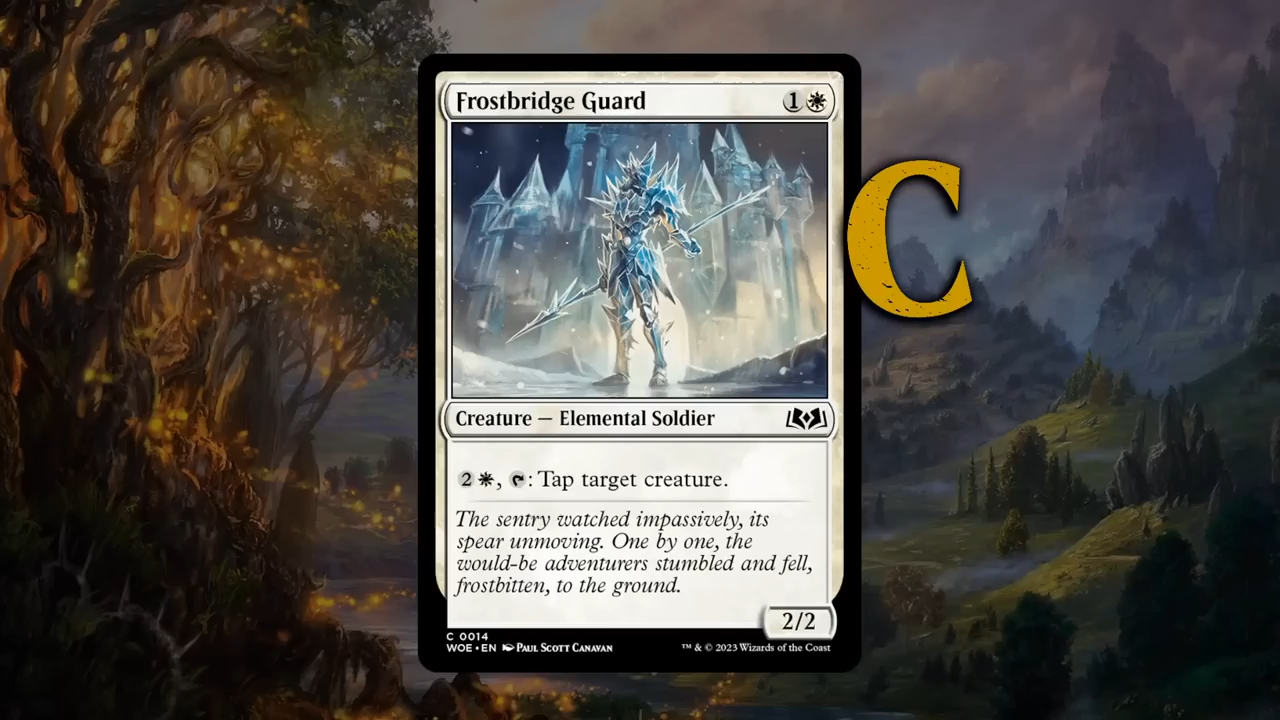 Frostbridge Guard 1
C
Creature — Elemental Soldier
2, : Tap target creature.
The sentry watched impassively, its
spear unmoving. One by one, the
would-be adventurers stumbled and fell,
frostbitten, to the ground.
2/2
C 0014
WOE • EN Paul Scott Canavan
™ & © 2023 Wizards of the Coast